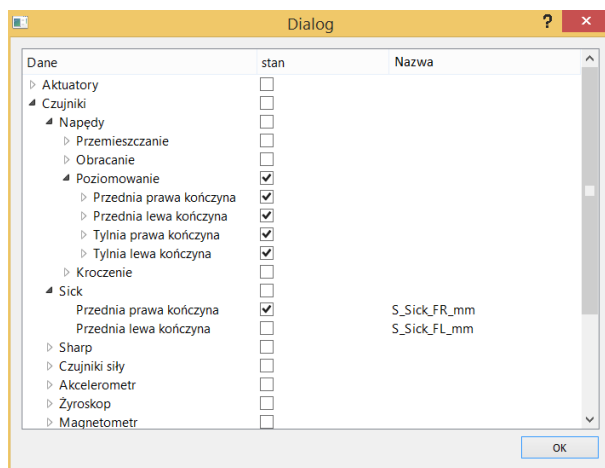 Dialog ?
Dane stan Nazwa
Aktuatory
Czujniki
Napędy
Przemieszczanie
Obracanie
Poziomowanie
Przednia prawa kończyna
Przednia lewa kończyna
Tylnia prawa kończyna
Tylnia lewa kończyna
Kroczenie
Sick
Przednia prawa kończyna S_Sick_FR_mm
Przednia lewa kończyna S_Sick_FL_mm
Sharp
Czujniki siły
Akcelerometr
Żyroskop
Magnetometr
OK